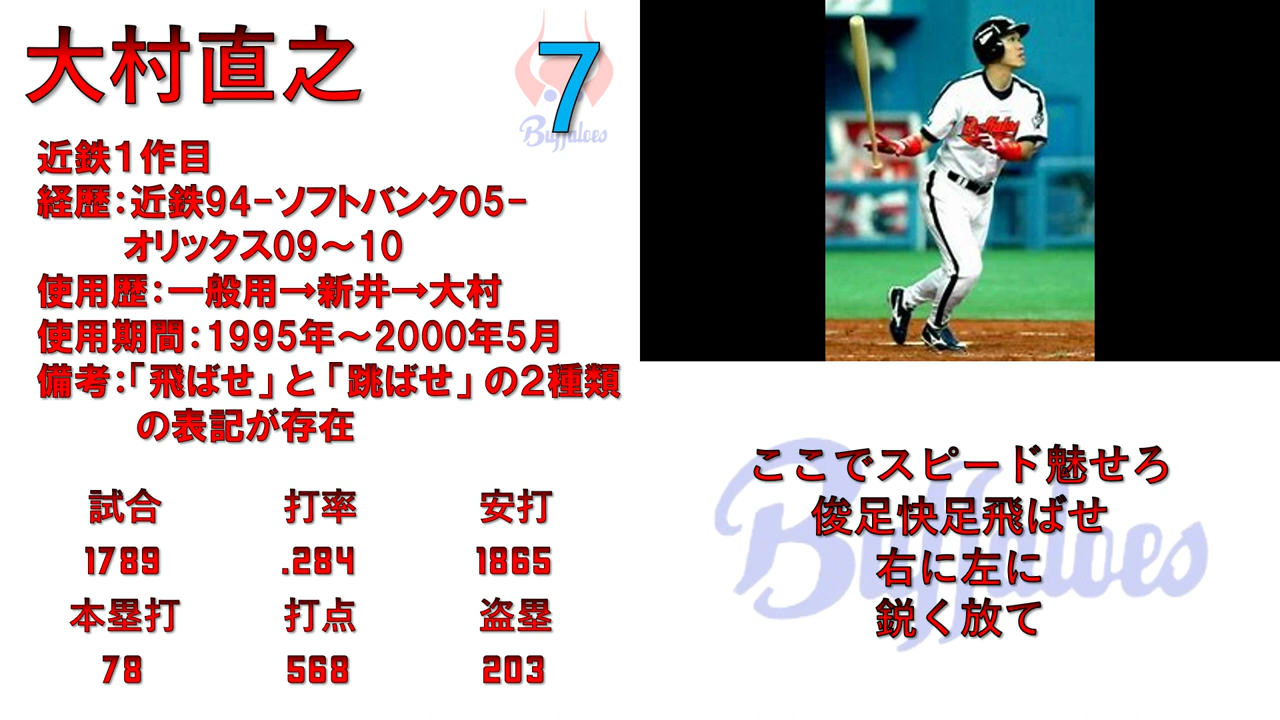 大村直之
7
Buffaloes
近鉄1作目
経歴:近鉄94-ソフトバンク05-
オリックス09～10
使用歴:一般用→新井→大村
使用期間:1995年～2000年5月
備考:「飛ばせ」と「跳ばせ」の2種類
の表記が存在
試合 打率 安打
1789 .284 1865
本塁打 打点 盗塁
78 568 203
Buffaloes
ここでスピード魅せろ
俊足快足飛ばせ
右に左に
鋭く放て
Buffaloes